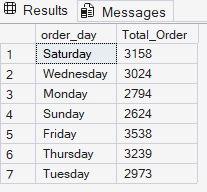 Results Messages
order_day Total_Order
1 Saturday 3158
2 Wednesday 3024
3 Monday 2794
4 Sunday 2624
5 Friday 3538
6 Thursday 3239
7 Tuesday 2973